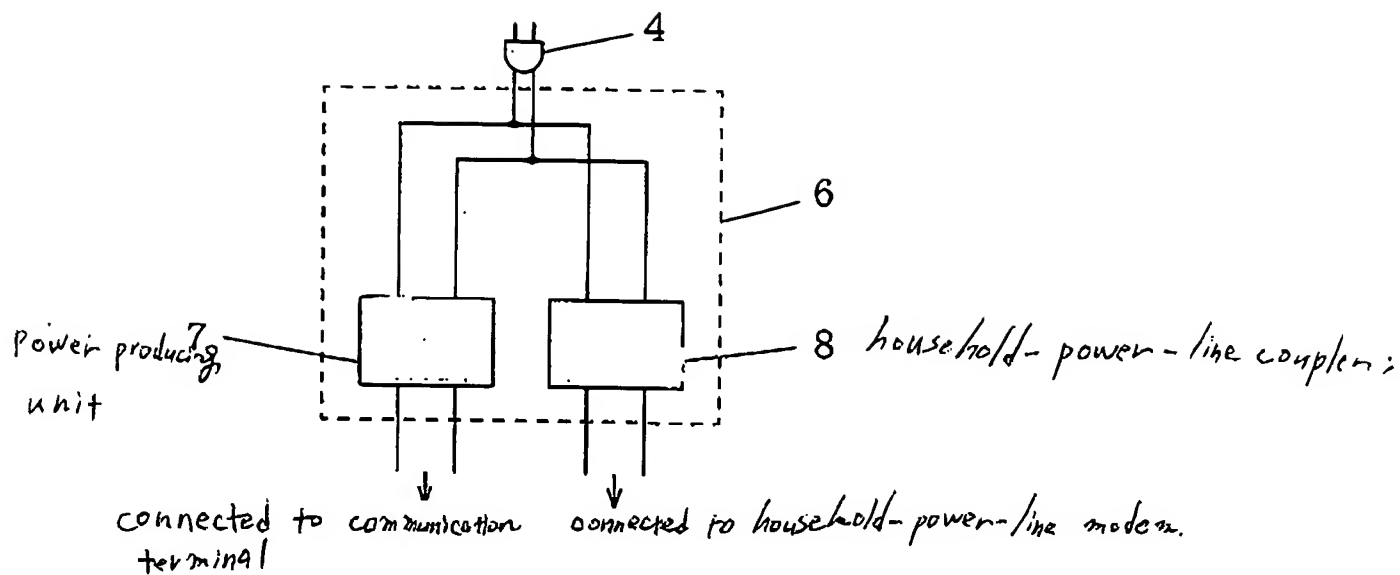 4
6
7
power producing
unit
8 household-power-line coupler;
connected to communication
terminal
connected to household-power-line modem.